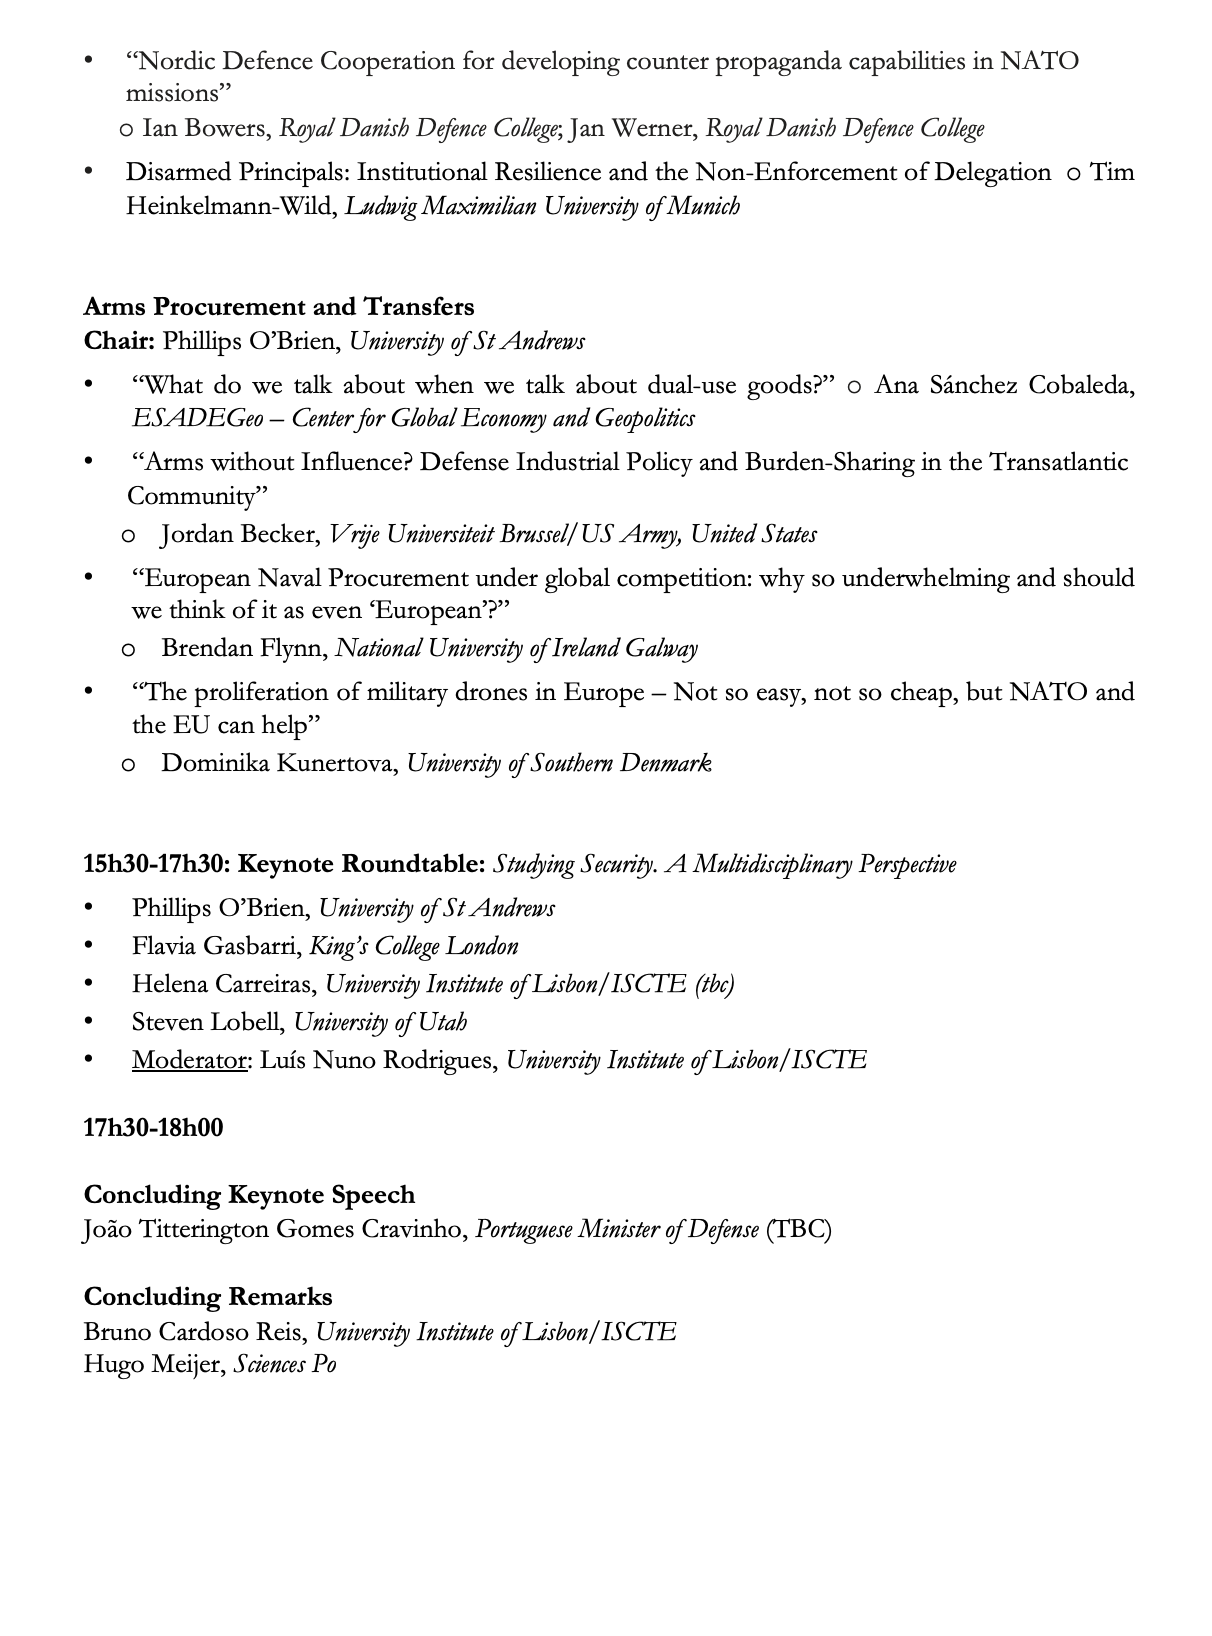 • “Nordic Defence Cooperation for developing counter propaganda capabilities in NATO
missions”
o Ian Bowers, Royal Danish Defence College; Jan Werner, Royal Danish Defence College
• Disarmed Principals: Institutional Resilience and the Non-Enforcement of Delegation o Tim
Heinkelmann-Wild, Ludwig Maximilian University of Munich
Arms Procurement and Transfers
Chair: Phillips O’Brien, University of St Andrews
• “What do we talk about when we talk about dual-use goods?” o Ana Sánchez Cobaleda,
ESADEGeo – Center for Global Economy and Geopolitics
• “Arms without Influence? Defense Industrial Policy and Burden-Sharing in the Transatlantic
Community”
o Jordan Becker, Vrije Universiteit Brussel/US Army, United States
• “European Naval Procurement under global competition: why so underwhelming and should
we think of it as even ‘European’?”
o Brendan Flynn, National University of Ireland Galway
• “The proliferation of military drones in Europe – Not so easy, not so cheap, but NATO and
the EU can help”
o Dominika Kunertova, University of Southern Denmark
15h30-17h30: Keynote Roundtable: Studying Security. A Multidisciplinary Perspective
• Phillips O’Brien, University of St Andrews
• Flavia Gasbarri, King’s College London
• Helena Carreiras, University Institute of Lisbon/ISCTE (tbc)
• Steven Lobell, University of Utah
• Moderator: Luís Nuno Rodrigues, University Institute of Lisbon/ISCTE
17h30-18h00
Concluding Keynote Speech
João Titterington Gomes Cravinho, Portuguese Minister of Defense (TBC)
Concluding Remarks
Bruno Cardoso Reis, University Institute of Lisbon/ISCTE
Hugo Meijer, Sciences Po